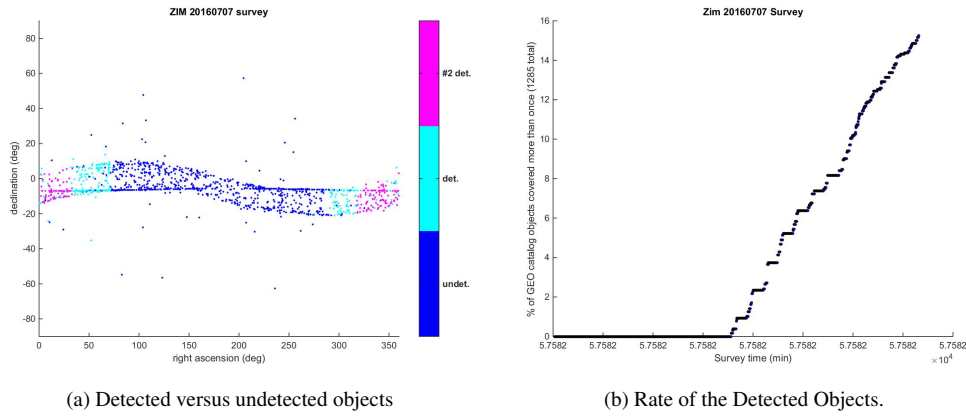 ZIM 20160707 survey
80
60
40
20
0
-20
-40
-60
-80
declination (deg)
0 50 100 150 200 250 300 350
right ascension (deg)
#2 det.
det.
undet.
(a) Detected versus undetected objects
Zim 20160707 Survey
16
14
12
10
8
6
4
2
0
% of GEO catalog objects covered more than once (1285 total)
5.7582 5.7582 5.7582 5.7582 5.7582 5.7582 5.7582 5.7582 5.7582
Survey time (min)
×10⁴
(b) Rate of the Detected Objects.